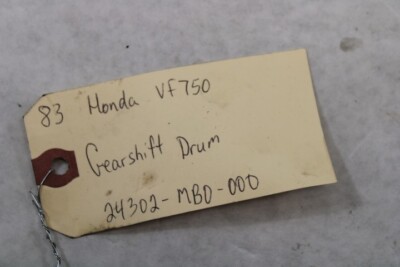 83 Honda VF750
Gearshift Drum
24302-MB0-000